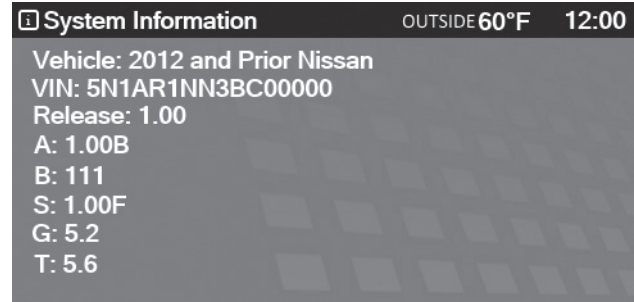 i System Information OUTSIDE 60°F 12:00
Vehicle: 2012 and Prior Nissan
VIN: 5N1AR1NN3BC00000
Release: 1.00
A: 1.00B
B: 111
S: 1.00F
G: 5.2
T: 5.6